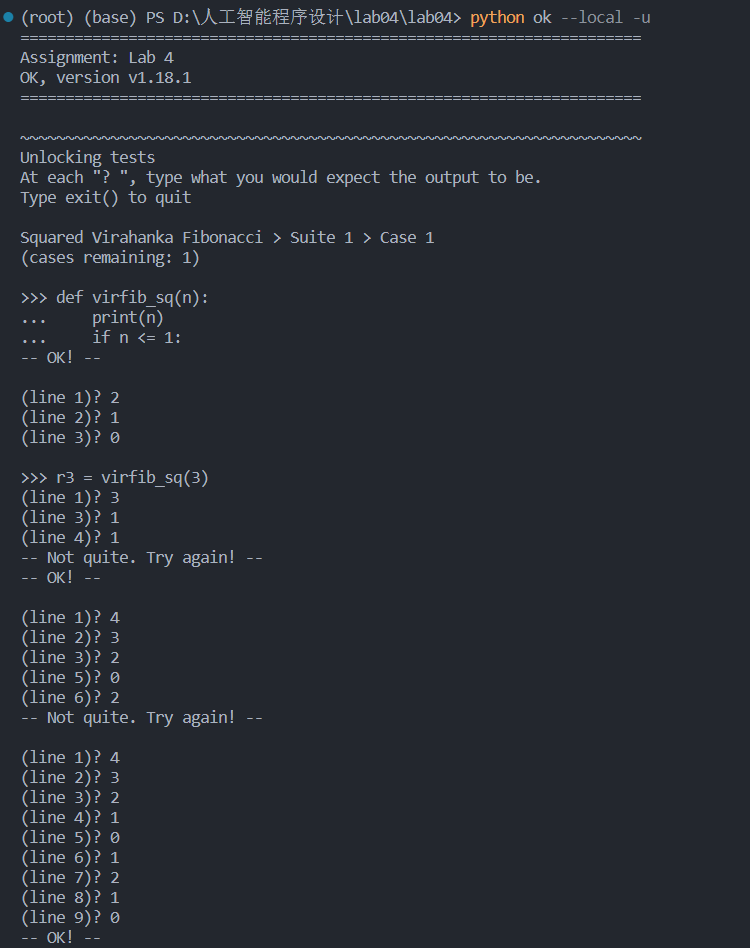 (root) (base) PS D:\人工智能程序设计\lab04\lab04> python ok --local -u
=====================================================================
Assignment: Lab 4
OK, version v1.18.1
=====================================================================
~~~~~~~~~~~~~~~~~~~~~~~~~~~~~~~~~~~~~~~~~~~~~~~~~~~~~~~~~~~~~~~~~~~~~
Unlocking tests
At each "? ", type what you would expect the output to be.
Type exit() to quit
Squared Virahanka Fibonacci > Suite 1 > Case 1
(cases remaining: 1)
>>> def virfib_sq(n):
...     print(n)
...     if n <= 1:
-- OK! --
(line 1)? 2
(line 2)? 1
(line 3)? 0
>>> r3 = virfib_sq(3)
(line 1)? 3
(line 3)? 1
(line 4)? 1
-- Not quite. Try again! --
-- OK! --
(line 1)? 4
(line 2)? 3
(line 3)? 2
(line 5)? 0
(line 6)? 2
-- Not quite. Try again! --
(line 1)? 4
(line 2)? 3
(line 3)? 2
(line 4)? 1
(line 5)? 0
(line 6)? 1
(line 7)? 2
(line 8)? 1
(line 9)? 0
-- OK! --